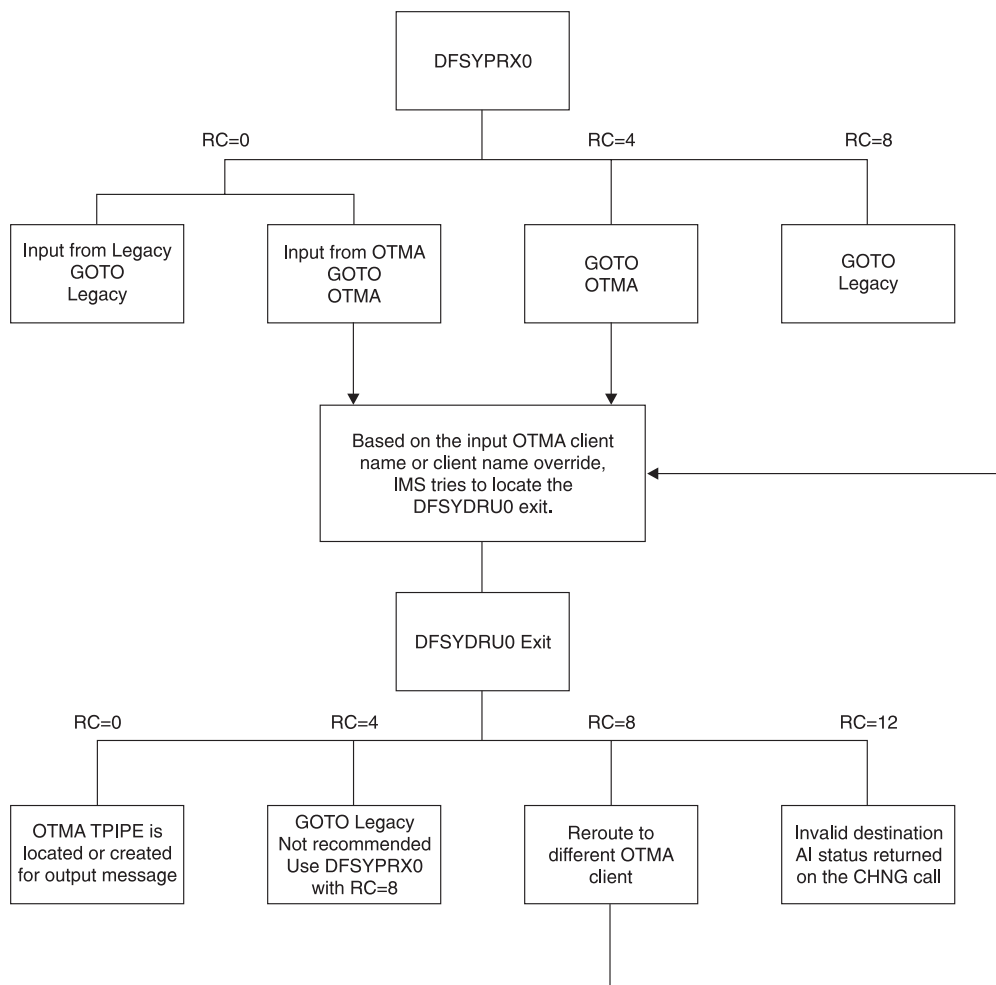 DFSYPRX0
RC=0
RC=4
RC=8
Input from Legacy
GOTO
Legacy
Input from OTMA
GOTO
OTMA
GOTO
OTMA
GOTO
Legacy
Based on the input OTMA client
name or client name override,
IMS tries to locate the
DFSYDRU0 exit.
DFSYDRU0 Exit
RC=0
RC=4
RC=8
RC=12
OTMA TPIPE is
located or created
for output message
GOTO Legacy
Not recommended
Use DFSYPRX0
with RC=8
Reroute to
different OTMA
client
Invalid destination
AI status returned
on the CHNG call